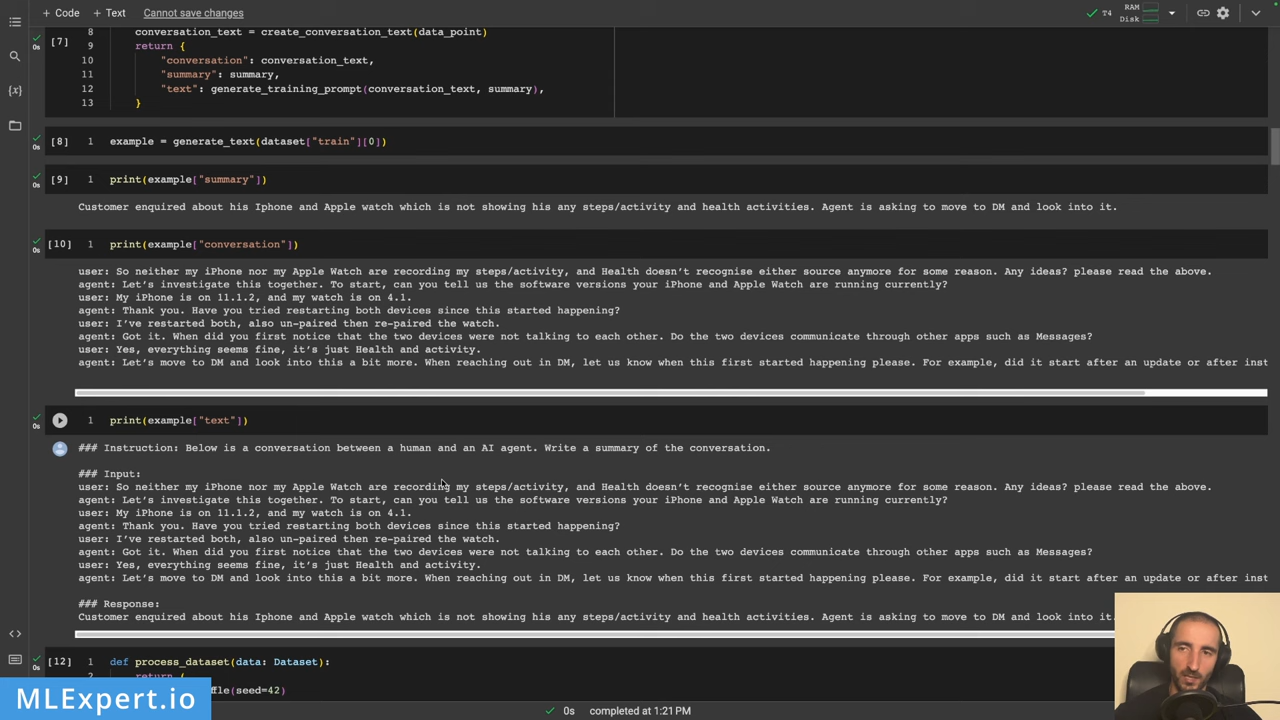 + Code + Text Cannot save changes
T4 RAM Disk
[7] 0s
8 conversation_text = create_conversation_text(data_point)
9 return {
10 "conversation": conversation_text,
11 "summary": summary,
12 "text": generate_training_prompt(conversation_text, summary),
13 }
[8] 0s 1 example = generate_text(dataset["train"][0])
[9] 0s 1 print(example["summary"])
Customer enquired about his Iphone and Apple watch which is not showing his any steps/activity and health activities. Agent is asking to move to DM and look into it.
[10] 0s 1 print(example["conversation"])
user: So neither my iPhone nor my Apple Watch are recording my steps/activity, and Health doesn’t recognise either source anymore for some reason. Any ideas? please read the above.
agent: Let’s investigate this together. To start, can you tell us the software versions your iPhone and Apple Watch are running currently?
user: My iPhone is on 11.1.2, and my watch is on 4.1.
agent: Thank you. Have you tried restarting both devices since this started happening?
user: I’ve restarted both, also un-paired then re-paired the watch.
agent: Got it. When did you first notice that the two devices were not talking to each other. Do the two devices communicate through other apps such as Messages?
user: Yes, everything seems fine, it’s just Health and activity.
agent: Let’s move to DM and look into this a bit more. When reaching out in DM, let us know when this first started happening please. For example, did it start after an update or after inst
0s 1 print(example["text"])
### Instruction: Below is a conversation between a human and an AI agent. Write a summary of the conversation.
### Input:
user: So neither my iPhone nor my Apple Watch are recording my steps/activity, and Health doesn’t recognise either source anymore for some reason. Any ideas? please read the above.
agent: Let’s investigate this together. To start, can you tell us the software versions your iPhone and Apple Watch are running currently?
user: My iPhone is on 11.1.2, and my watch is on 4.1.
agent: Thank you. Have you tried restarting both devices since this started happening?
user: I’ve restarted both, also un-paired then re-paired the watch.
agent: Got it. When did you first notice that the two devices were not talking to each other. Do the two devices communicate through other apps such as Messages?
user: Yes, everything seems fine, it’s just Health and activity.
agent: Let’s move to DM and look into this a bit more. When reaching out in DM, let us know when this first started happening please. For example, did it start after an update or after inst
### Response:
Customer enquired about his Iphone and Apple watch which is not showing his any steps/activity and health activities. Agent is asking to move to DM and look into it.
[12] 0s 1 def process_dataset(data: Dataset):
return (
fle(seed=42)
MLExpert.io
0s completed at 1:21 PM